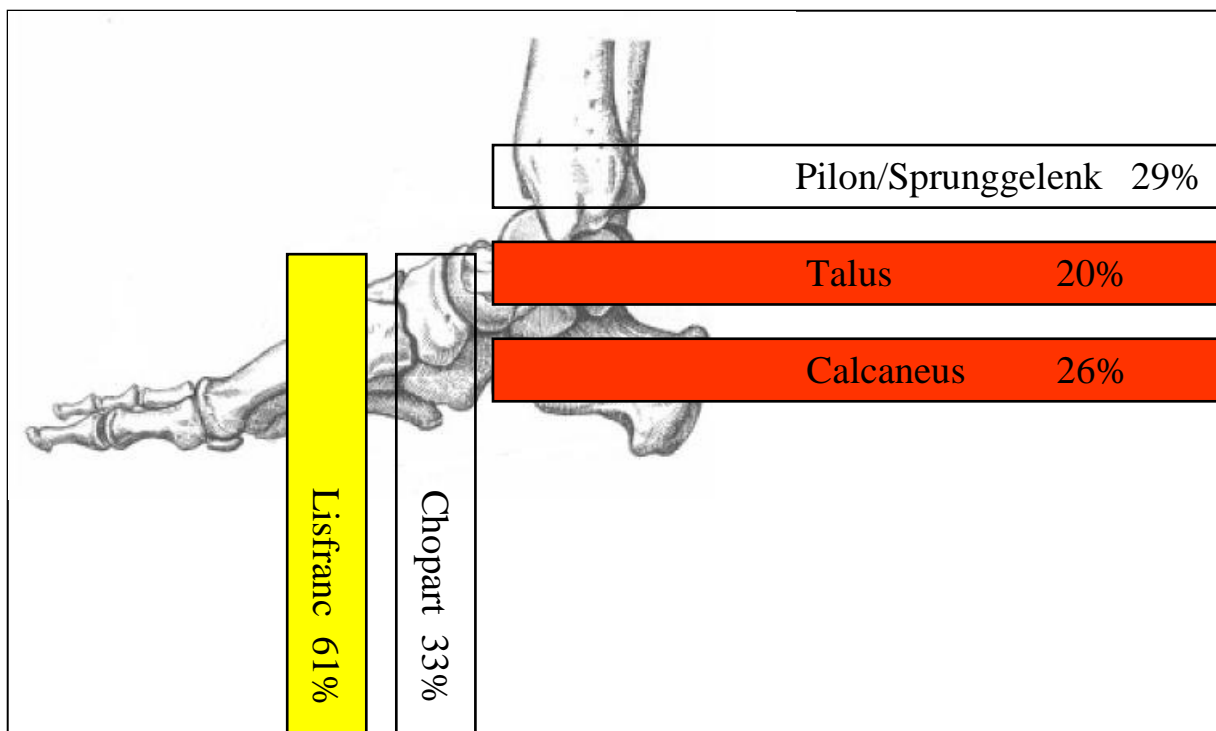 Pilon/Sprunggelenk 29%
Talus 20%
Calcaneus 26%
Lisfranc 61%
Chopart 33%